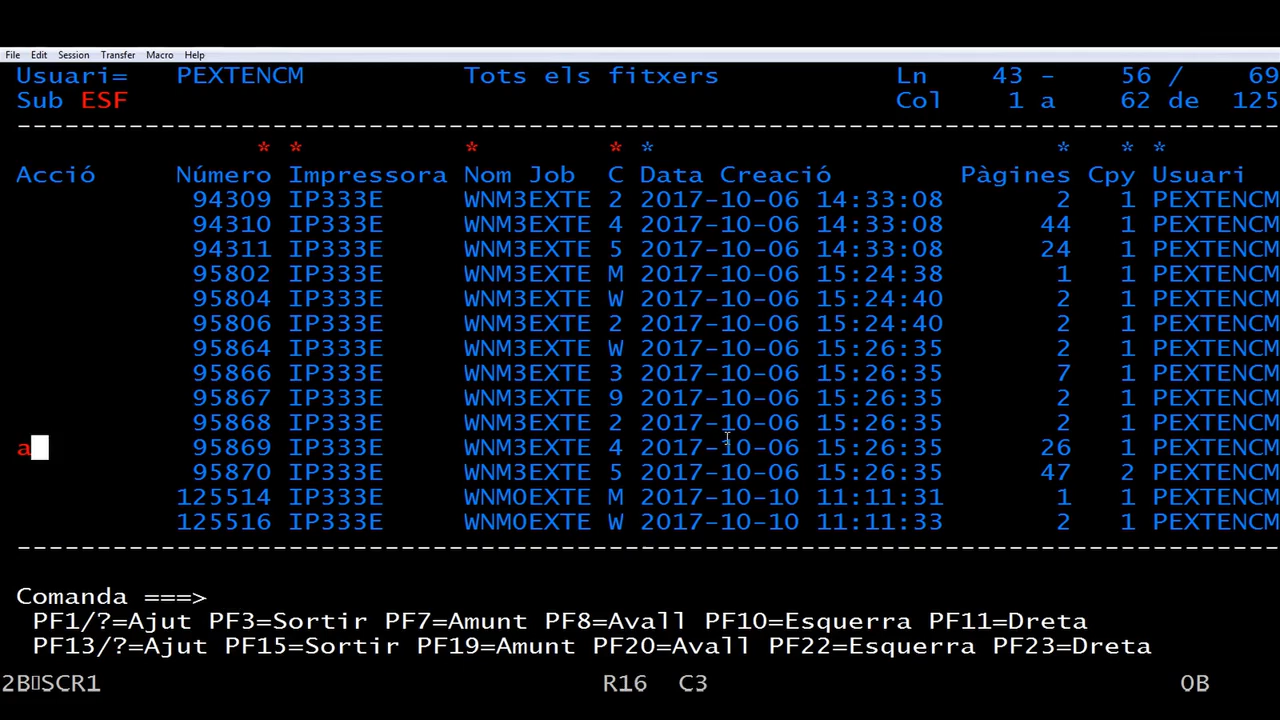 File Edit Session Transfer Macro Help
Usuari= PEXTENCM Tots els fitxers Ln 43 - 56 / 69
Sub ESF Col 1 a 62 de 125
--------------------------------------------------------------------------------
* * * * * * * *
Acció Número Impressora Nom Job C Data Creació Pàgines Cpy Usuari
94309 IP333E WNM3EXTE 2 2017-10-06 14:33:08 2 1 PEXTENCM
94310 IP333E WNM3EXTE 4 2017-10-06 14:33:08 44 1 PEXTENCM
94311 IP333E WNM3EXTE 5 2017-10-06 14:33:08 24 1 PEXTENCM
95802 IP333E WNM3EXTE M 2017-10-06 15:24:38 1 1 PEXTENCM
95804 IP333E WNM3EXTE W 2017-10-06 15:24:40 2 1 PEXTENCM
95806 IP333E WNM3EXTE 2 2017-10-06 15:24:40 2 1 PEXTENCM
95864 IP333E WNM3EXTE W 2017-10-06 15:26:35 2 1 PEXTENCM
95866 IP333E WNM3EXTE 3 2017-10-06 15:26:35 7 1 PEXTENCM
95867 IP333E WNM3EXTE 9 2017-10-06 15:26:35 2 1 PEXTENCM
95868 IP333E WNM3EXTE 2 2017-10-06 15:26:35 2 1 PEXTENCM
a 95869 IP333E WNM3EXTE 4 2017-10-06 15:26:35 26 1 PEXTENCM
95870 IP333E WNM3EXTE 5 2017-10-06 15:26:35 47 2 PEXTENCM
125514 IP333E WNM0EXTE M 2017-10-10 11:11:31 1 1 PEXTENCM
125516 IP333E WNM0EXTE W 2017-10-10 11:11:33 2 1 PEXTENCM
--------------------------------------------------------------------------------
Comanda ===>
PF1/?=Ajut PF3=Sortir PF7=Amunt PF8=Avall PF10=Esquerra PF11=Dreta
PF13/?=Ajut PF15=Sortir PF19=Amunt PF20=Avall PF22=Esquerra PF23=Dreta
2B▯SCR1 R16 C3 0B